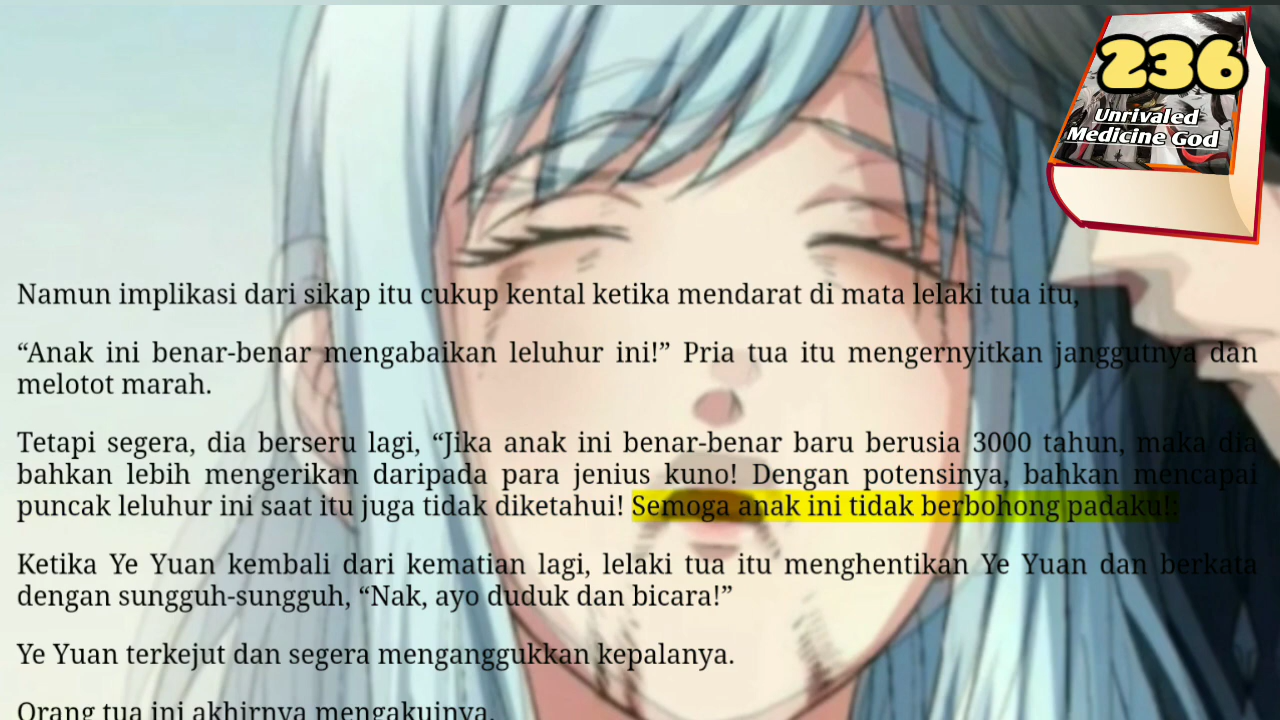 236
Unrivaled
Medicine God
Namun implikasi dari sikap itu cukup kental ketika mendarat di mata lelaki tua itu,
“Anak ini benar-benar mengabaikan leluhur ini!” Pria tua itu mengernyitkan janggutnya dan
melotot marah.
Tetapi segera, dia berseru lagi, “Jika anak ini benar-benar baru berusia 3000 tahun, maka dia
bahkan lebih mengerikan daripada para jenius kuno! Dengan potensinya, bahkan mencapai
puncak leluhur ini saat itu juga tidak diketahui! Semoga anak ini tidak berbohong padaku!:
Ketika Ye Yuan kembali dari kematian lagi, lelaki tua itu menghentikan Ye Yuan dan berkata
dengan sungguh-sungguh, “Nak, ayo duduk dan bicara!”
Ye Yuan terkejut dan segera menganggukkan kepalanya.
Orang tua ini akhirnya mengakuinya.